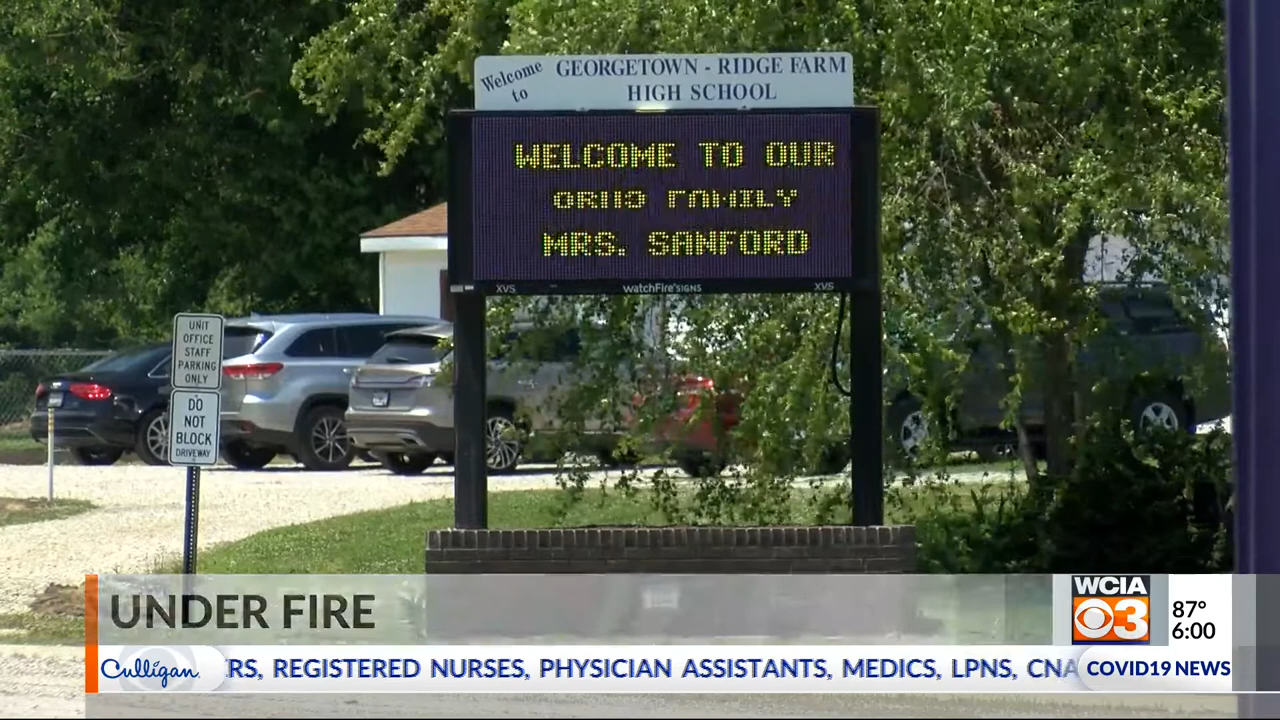 Welcome to
GEORGETOWN - RIDGE FARM
HIGH SCHOOL
WELCOME TO OUR
GRHS FAMILY
MRS. SANFORD
XVS
watchFire SIGNS
XVS
UNIT
OFFICE
STAFF
PARKING
ONLY
DO
NOT
BLOCK
DRIVEWAY
UNDER FIRE
WCIA
3
87°
6:00
Culligan.
RS, REGISTERED NURSES, PHYSICIAN ASSISTANTS, MEDICS, LPNS, CNA
COVID19 NEWS